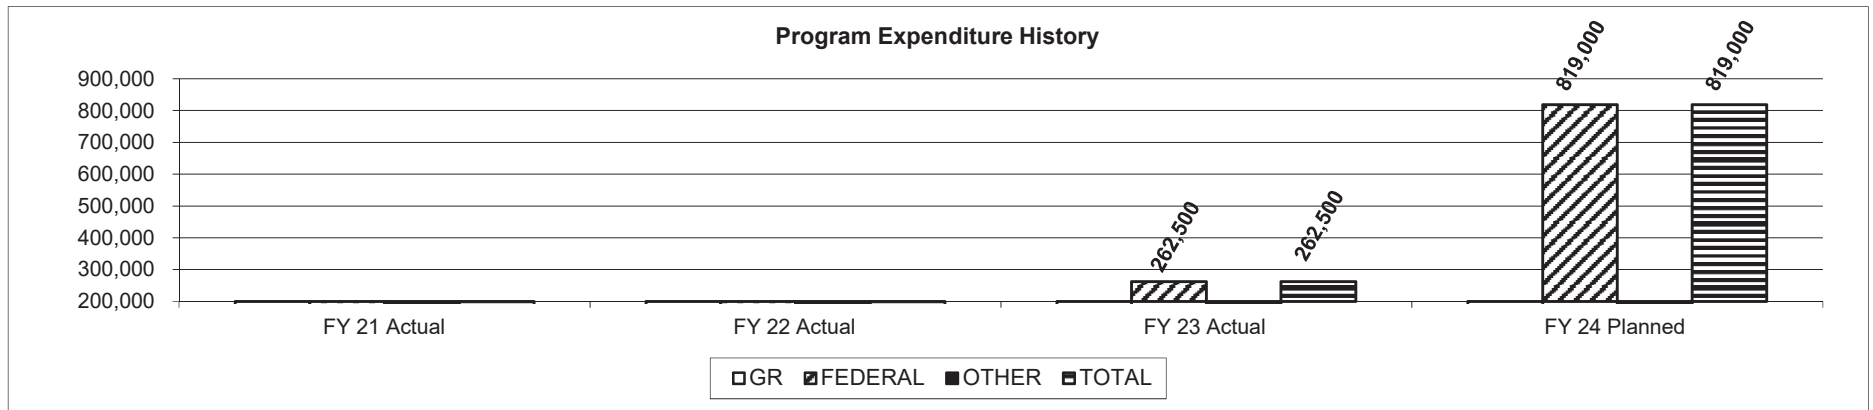 Program Expenditure History
900,000
800,000
700,000
600,000
500,000
400,000
300,000
200,000
262,500
262,500
819,000
819,000
FY 21 Actual
FY 22 Actual
FY 23 Actual
FY 24 Planned
GR FEDERAL OTHER TOTAL